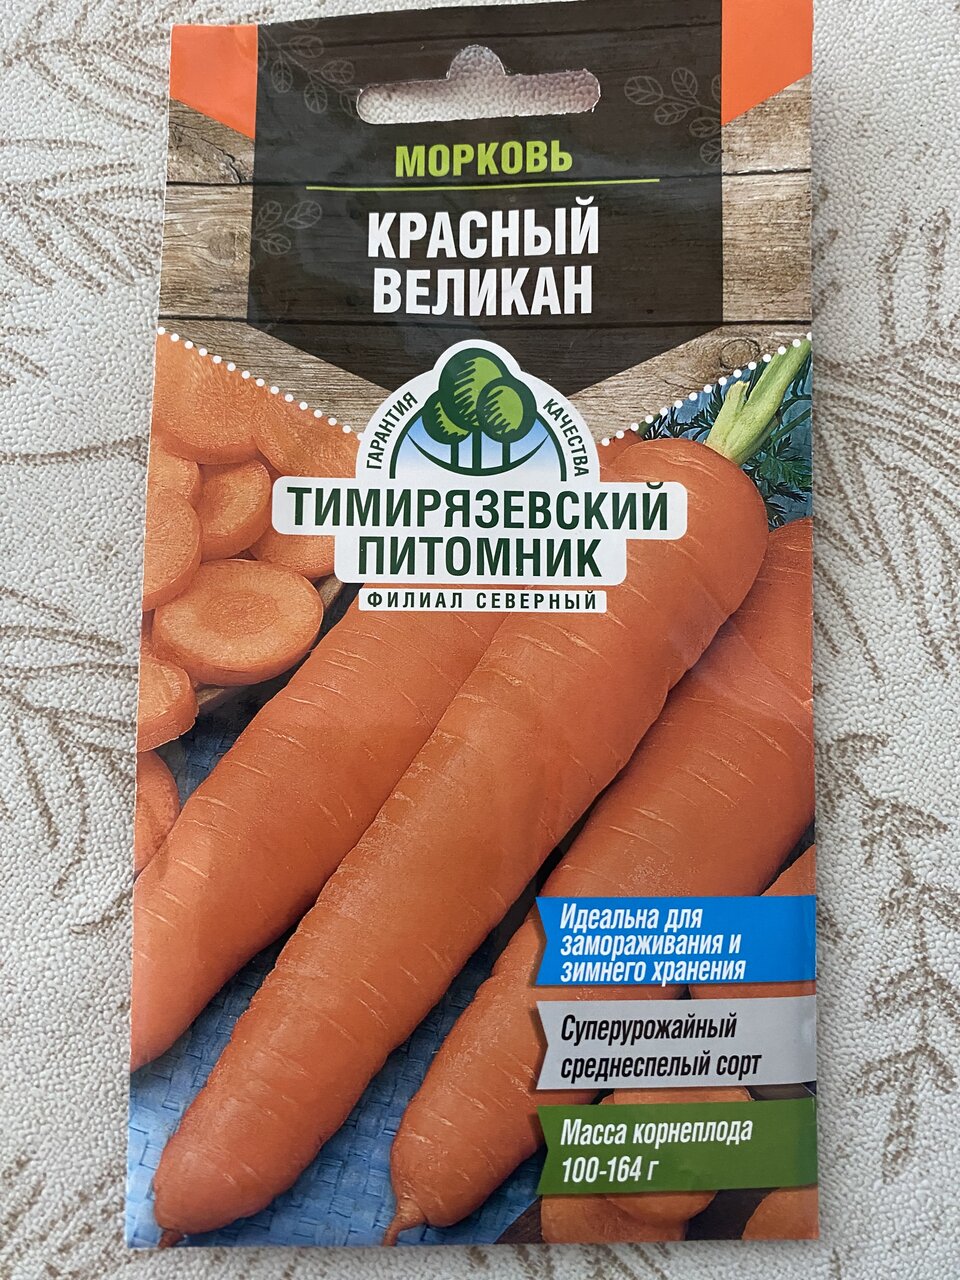 МОРКОВЬ
КРАСНЫЙ
ВЕЛИКАН
ГАРАНТИЯ КАЧЕСТВА
ТИМИРЯЗЕВСКИЙ
ПИТОМНИК
ФИЛИАЛ СЕВЕРНЫЙ
Идеальна для
замораживания и
зимнего хранения
Суперурожайный
среднеспелый сорт
Масса корнеплода
100-164 г